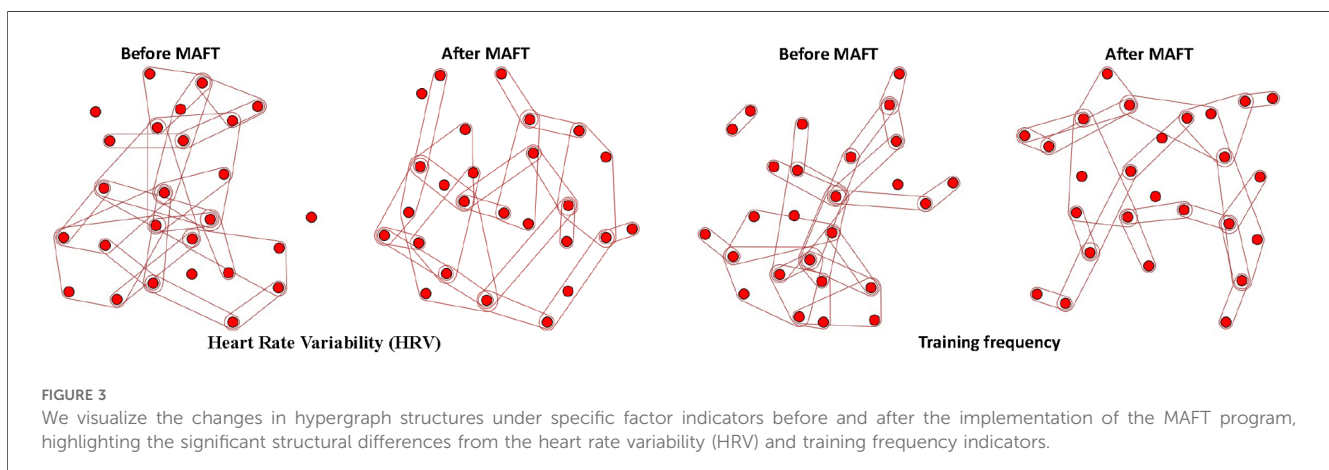 Before MAFT
After MAFT
Before MAFT
After MAFT
Heart Rate Variability (HRV)
Training frequency
FIGURE 3
We visualize the changes in hypergraph structures under specific factor indicators before and after the implementation of the MAFT program,
highlighting the significant structural differences from the heart rate variability (HRV) and training frequency indicators.